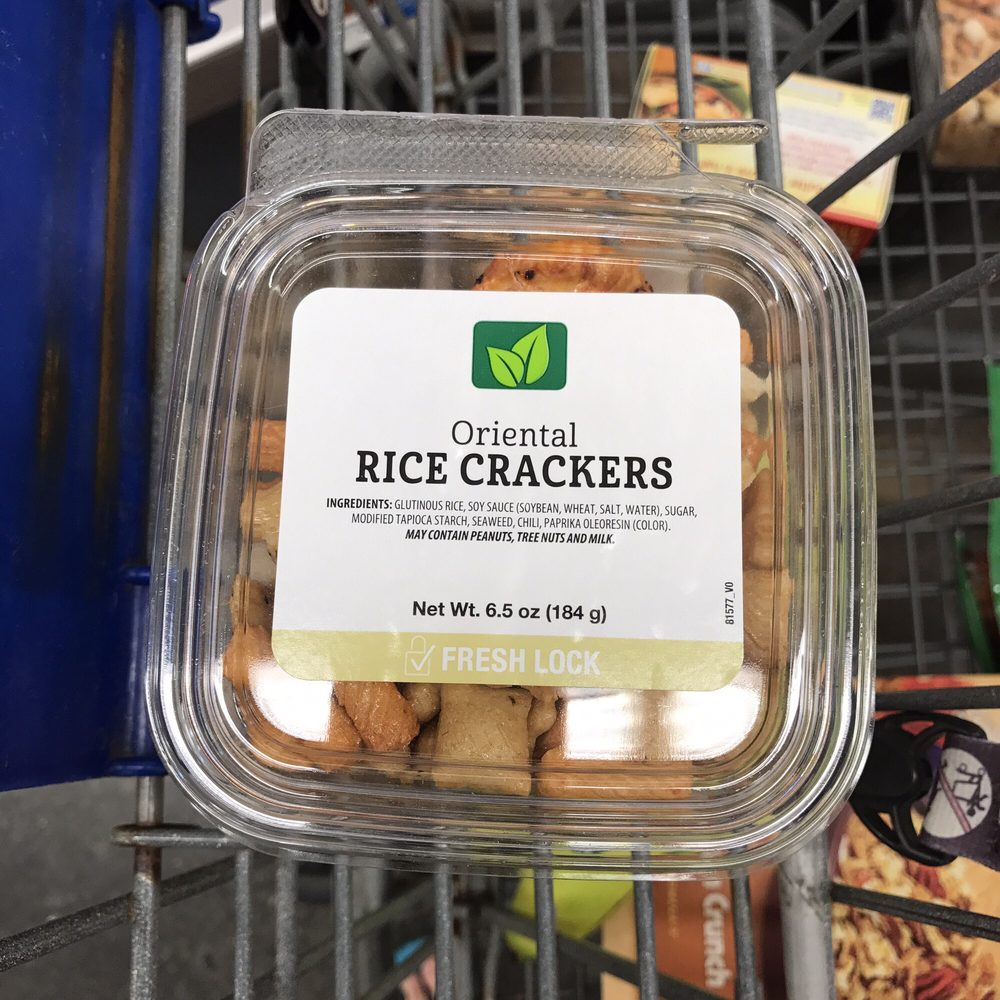 Oriental
RICE CRACKERS
INGREDIENTS: GLUTINOUS RICE, SOY SAUCE (SOYBEAN, WHEAT, SALT, WATER), SUGAR,
MODIFIED TAPIOCA STARCH, SEAWEED, CHILI, PAPRIKA OLEORESIN (COLOR).
MAY CONTAIN PEANUTS, TREE NUTS AND MILK.
Net Wt. 6.5 oz (184 g)
81577_V0
FRESH LOCK
Crunch